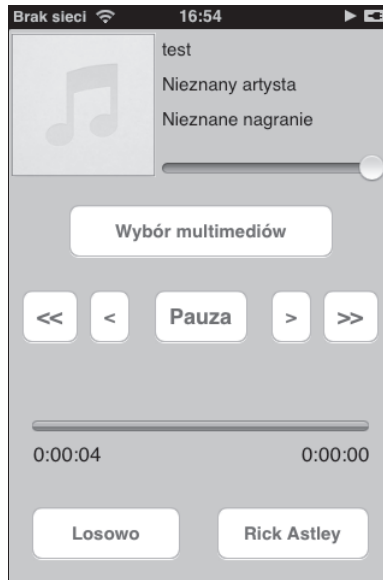 Brak sieci 16:54
test
Nieznany artysta
Nieznane nagranie
Wybór multimediów
<< < Pauza > >>
0:00:04 0:00:00
Losowo Rick Astley